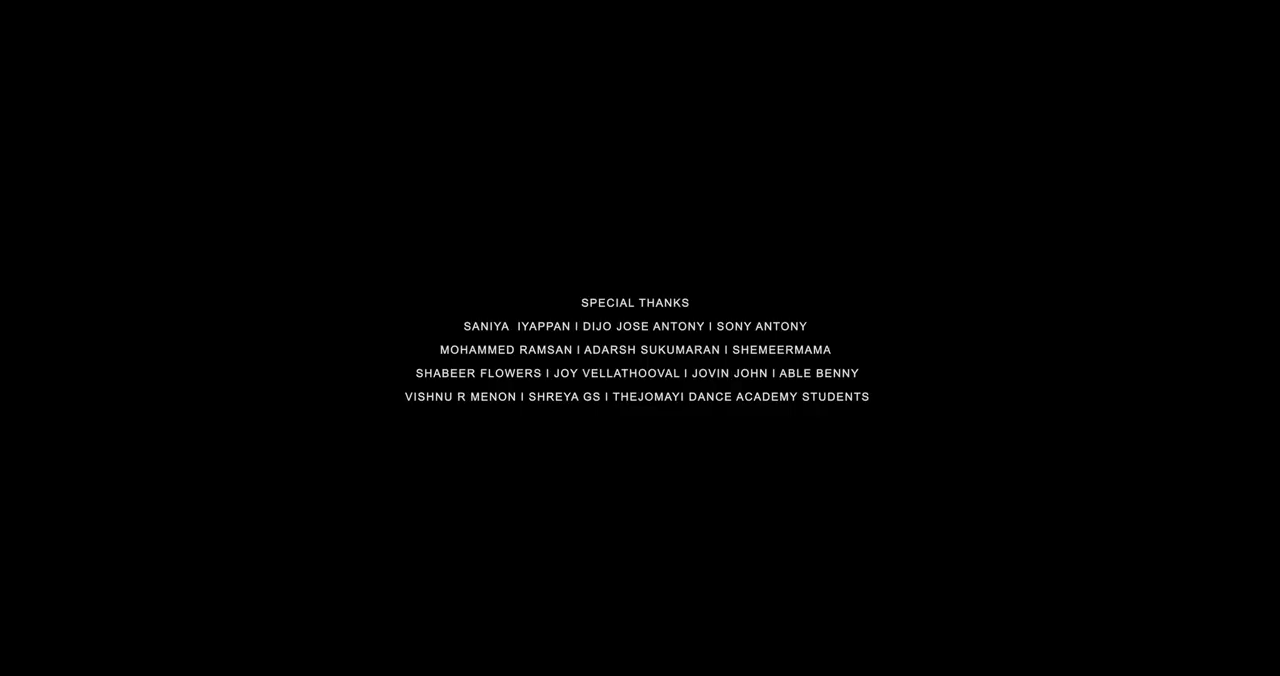 SPECIAL THANKS
SANIYA  IYAPPAN I DIJO JOSE ANTONY I SONY ANTONY
MOHAMMED RAMSAN I ADARSH SUKUMARAN I SHEMEERMAMA
SHABEER FLOWERS I JOY VELLATHOOVAL I JOVIN JOHN I ABLE BENNY
VISHNU R MENON I SHREYA GS I THEJOMAYI DANCE ACADEMY STUDENTS